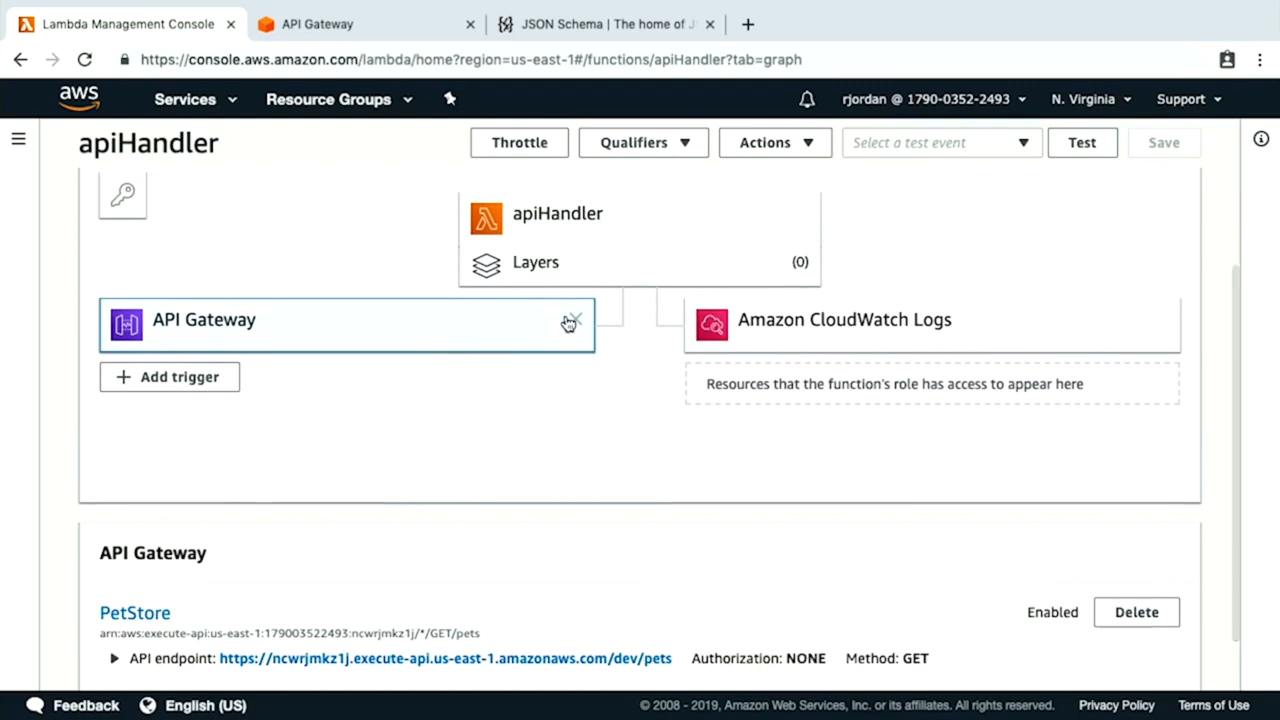 Lambda Management Console
API Gateway
JSON Schema | The home of J
https://console.aws.amazon.com/lambda/home?region=us-east-1#/functions/apiHandler?tab=graph
aws Services Resource Groups rjordan @ 1790-0352-2493 N. Virginia Support
apiHandler Throttle Qualifiers Actions Select a test event Test Save
apiHandler
Layers (0)
API Gateway Amazon CloudWatch Logs
Add trigger Resources that the function's role has access to appear here
API Gateway
PetStore Enabled Delete
arn:aws:execute-api:us-east-1:179003522493:ncwrjmkz1j/*/GET/pets
API endpoint: https://ncwrjmkz1j.execute-api.us-east-1.amazonaws.com/dev/pets Authorization: NONE Method: GET
Feedback English (US) © 2008 - 2019, Amazon Web Services, Inc. or its affiliates. All rights reserved. Privacy Policy Terms of Use